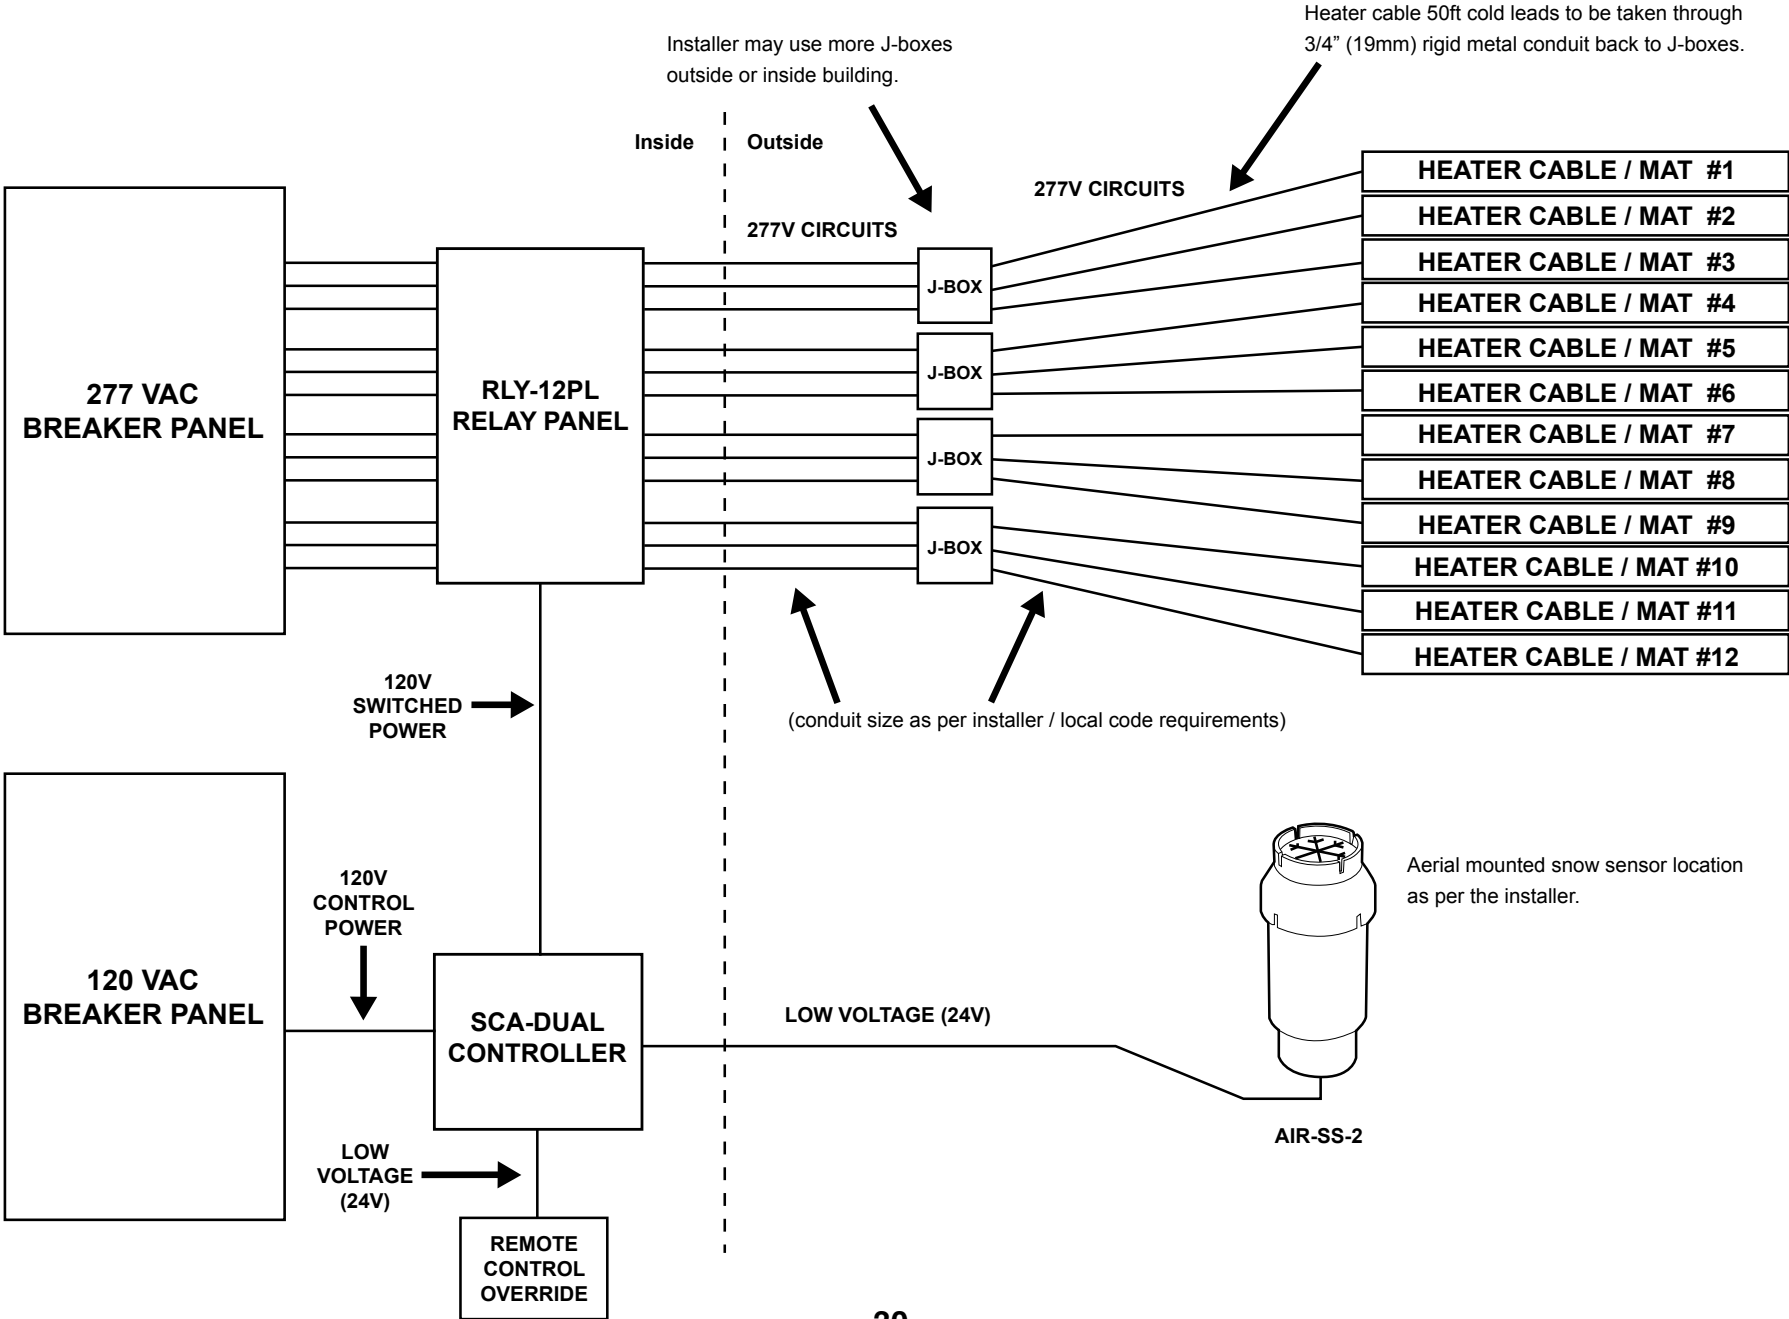 Heater cable 50ft cold leads to be taken through
3/4” (19mm) rigid metal conduit back to J-boxes.
Installer may use more J-boxes
outside or inside building.
Inside
Outside
277V CIRCUITS
277V CIRCUITS
HEATER CABLE / MAT #1
HEATER CABLE / MAT #2
HEATER CABLE / MAT #3
HEATER CABLE / MAT #4
HEATER CABLE / MAT #5
HEATER CABLE / MAT #6
HEATER CABLE / MAT #7
HEATER CABLE / MAT #8
HEATER CABLE / MAT #9
HEATER CABLE / MAT #10
HEATER CABLE / MAT #11
HEATER CABLE / MAT #12
J-BOX
J-BOX
J-BOX
J-BOX
277 VAC
BREAKER PANEL
RLY-12PL
RELAY PANEL
120V
SWITCHED
POWER
(conduit size as per installer / local code requirements)
120 VAC
BREAKER PANEL
120V
CONTROL
POWER
SCA-DUAL
CONTROLLER
LOW VOLTAGE (24V)
Aerial mounted snow sensor location
as per the installer.
AIR-SS-2
LOW
VOLTAGE
(24V)
REMOTE
CONTROL
OVERRIDE